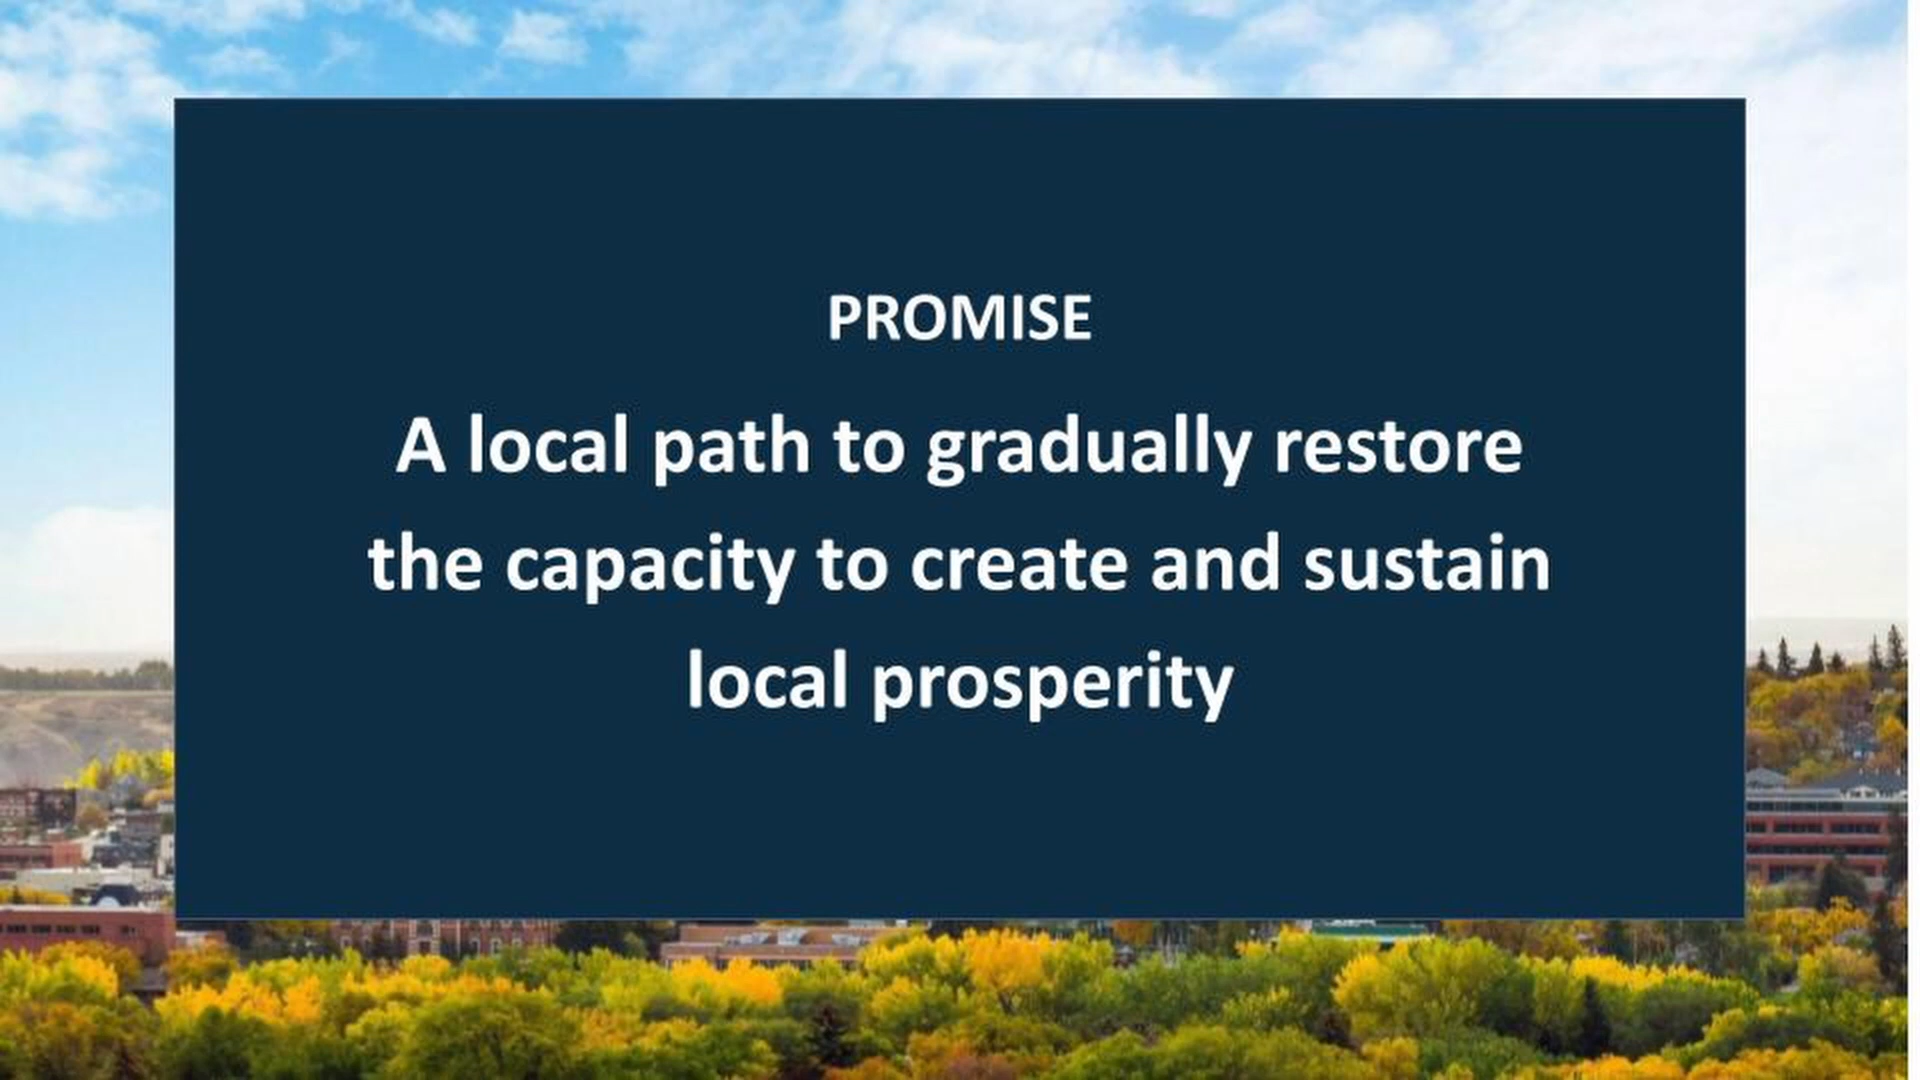 PROMISE
A local path to gradually restore
the capacity to create and sustain
local prosperity